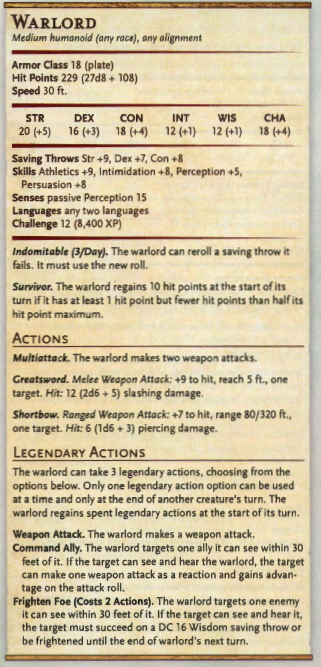 WARLORD
Medium humanoid (any race), any alignment
Armor Class 18 (plate)
Hit Points 229 (27d8 + 108)
Speed 30 ft.
STR DEX CON INT WIS CHA
20 (+5) 16 (+3) 18 (+4) 12 (+1) 12 (+1) 18 (+4)
Saving Throws Str +9, Dex +7, Con +8
Skills Athletics +9, Intimidation +8, Perception +5,
Persuasion +8
Senses passive Perception 15
Languages any two languages
Challenge 12 (8,400 XP)
Indomitable (3/Day). The warlord can reroll a saving throw it
fails. It must use the new roll.
Survivor. The warlord regains 10 hit points at the start of its
turn if it has at least 1 hit point but fewer hit points than half its
hit point maximum.
ACTIONS
Multiattack. The warlord makes two weapon attacks.
Greatsword. Melee Weapon Attack: +9 to hit, reach 5 ft., one
target. Hit: 12 (2d6 + 5) slashing damage.
Shortbow. Ranged Weapon Attack: +7 to hit, range 80/320 ft.,
one target. Hit: 6 (1d6 + 3) piercing damage.
LEGENDARY ACTIONS
The warlord can take 3 legendary actions, choosing from the
options below. Only one legendary action option can be used
at a time and only at the end of another creature's turn. The
warlord regains spent legendary actions at the start of its turn.
Weapon Attack. The warlord makes a weapon attack.
Command Ally. The warlord targets one ally it can see within 30
feet of it. If the target can see and hear the warlord, the target
can make one weapon attack as a reaction and gains advan-
tage on the attack roll.
Frighten Foe (Costs 2 Actions). The warlord targets one enemy
it can see within 30 feet of it. If the target can see and hear it,
the target must succeed on a DC 16 Wisdom saving throw or
be frightened until the end of warlord's next turn.